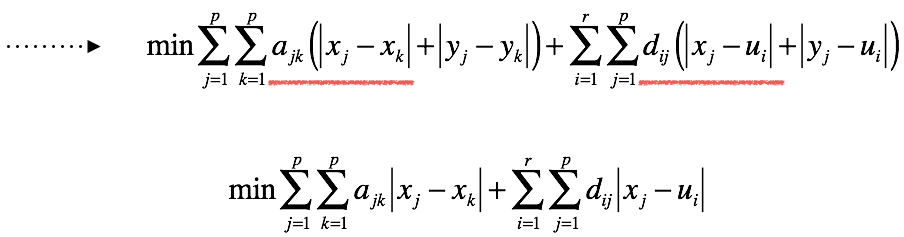 min ∑_{j=1}^{p} ∑_{k=1}^{p} a_{jk} (|x_j − x_k| + |y_j − y_k|) + ∑_{i=1}^{r} ∑_{j=1}^{p} d_{ij} (|x_j − u_i| + |y_j − u_i|)
min ∑_{j=1}^{p} ∑_{k=1}^{p} a_{jk} |x_j − x_k| + ∑_{i=1}^{r} ∑_{j=1}^{p} d_{ij} |x_j − u_i|